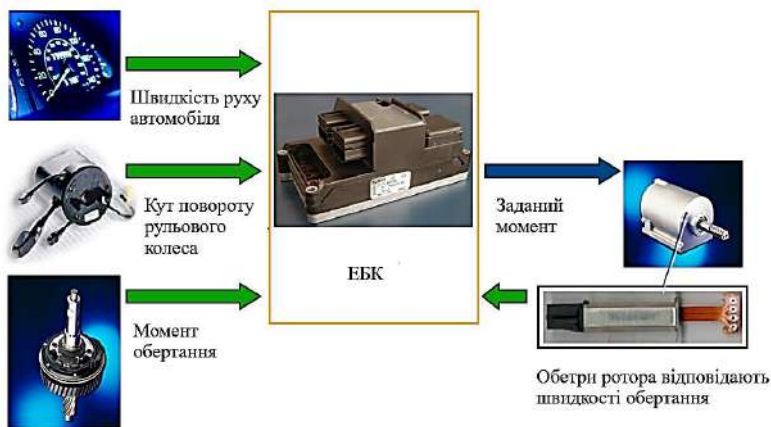 Швидкість руху
автомобіля
Кут повороту
рульового
колеса
Момент
обертання
ЕБК
Заданий
момент
Обетри ротора відповідають
швидкості обертання